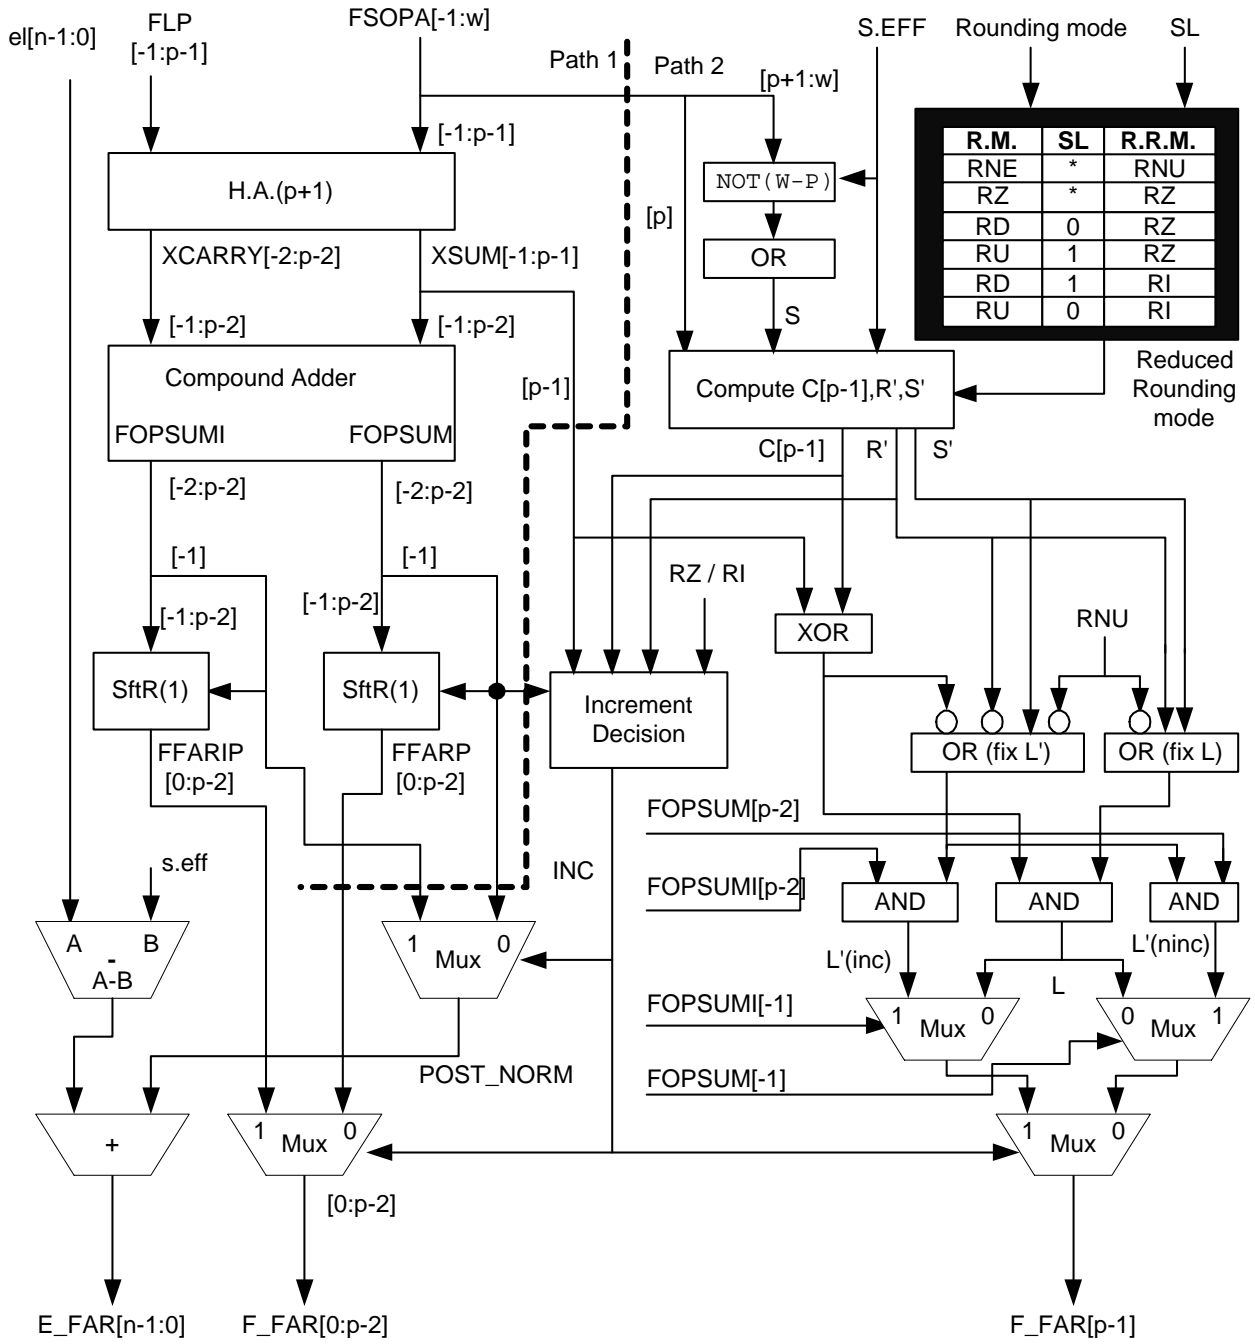 el[n-1:0]
FLP
[-1:p-1]
FSOPA[-1:w]
S.EFF
Rounding mode
SL
Path 1
Path 2
[p+1:w]
[-1:p-1]
R.M. SL R.R.M.
RNE * RNU
RZ * RZ
RD 0 RZ
RU 1 RZ
RD 1 RI
RU 0 RI
H.A.(p+1)
NOT(W-P)
[p]
OR
XCARRY[-2:p-2]
XSUM[-1:p-1]
S
[-1:p-2]
[-1:p-2]
Reduced
Rounding
mode
Compound Adder
[p-1]
Compute C[p-1],R',S'
FOPSUMI
FOPSUM
C[p-1]
R'
S'
[-2:p-2]
[-2:p-2]
[-1]
[-1]
RZ / RI
[-1:p-2]
[-1:p-2]
RNU
XOR
SftR(1)
SftR(1)
Increment
Decision
OR (fix L')
OR (fix L)
FFARIP
[0:p-2]
FFARP
[0:p-2]
FOPSUM[p-2]
s.eff
INC
FOPSUMI[p-2]
AND
AND
AND
A
B
-
A-B
1
0
Mux
L'(inc)
L
L'(ninc)
FOPSUMI[-1]
1
Mux
0
0
Mux
1
POST_NORM
FOPSUM[-1]
+
1
Mux
0
1
Mux
0
[0:p-2]
E_FAR[n-1:0]
F_FAR[0:p-2]
F_FAR[p-1]